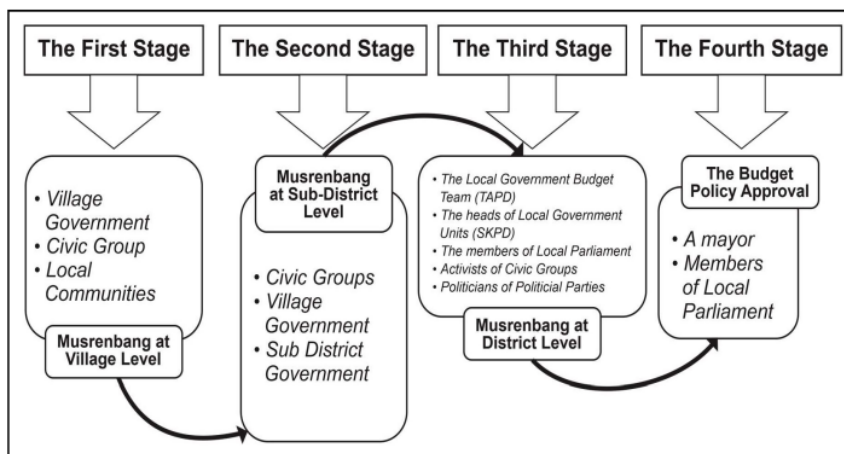 The First Stage
The Second Stage
The Third Stage
The Fourth Stage
• Village
Government
• Civic Group
• Local
Communities
Musrenbang at
Village Level
Musrenbang
at Sub-District
Level
• Civic Groups
• Village
Government
• Sub District
Government
• The Local Government Budget
Team (TAPD)
• The heads of Local Government
Units (SKPD)
• The members of Local Parliament
• Activists of Civic Groups
• Politicians of Politicial Parties
Musrenbang at
District Level
The Budget
Policy Approval
• A mayor
• Members
of Local
Parliament